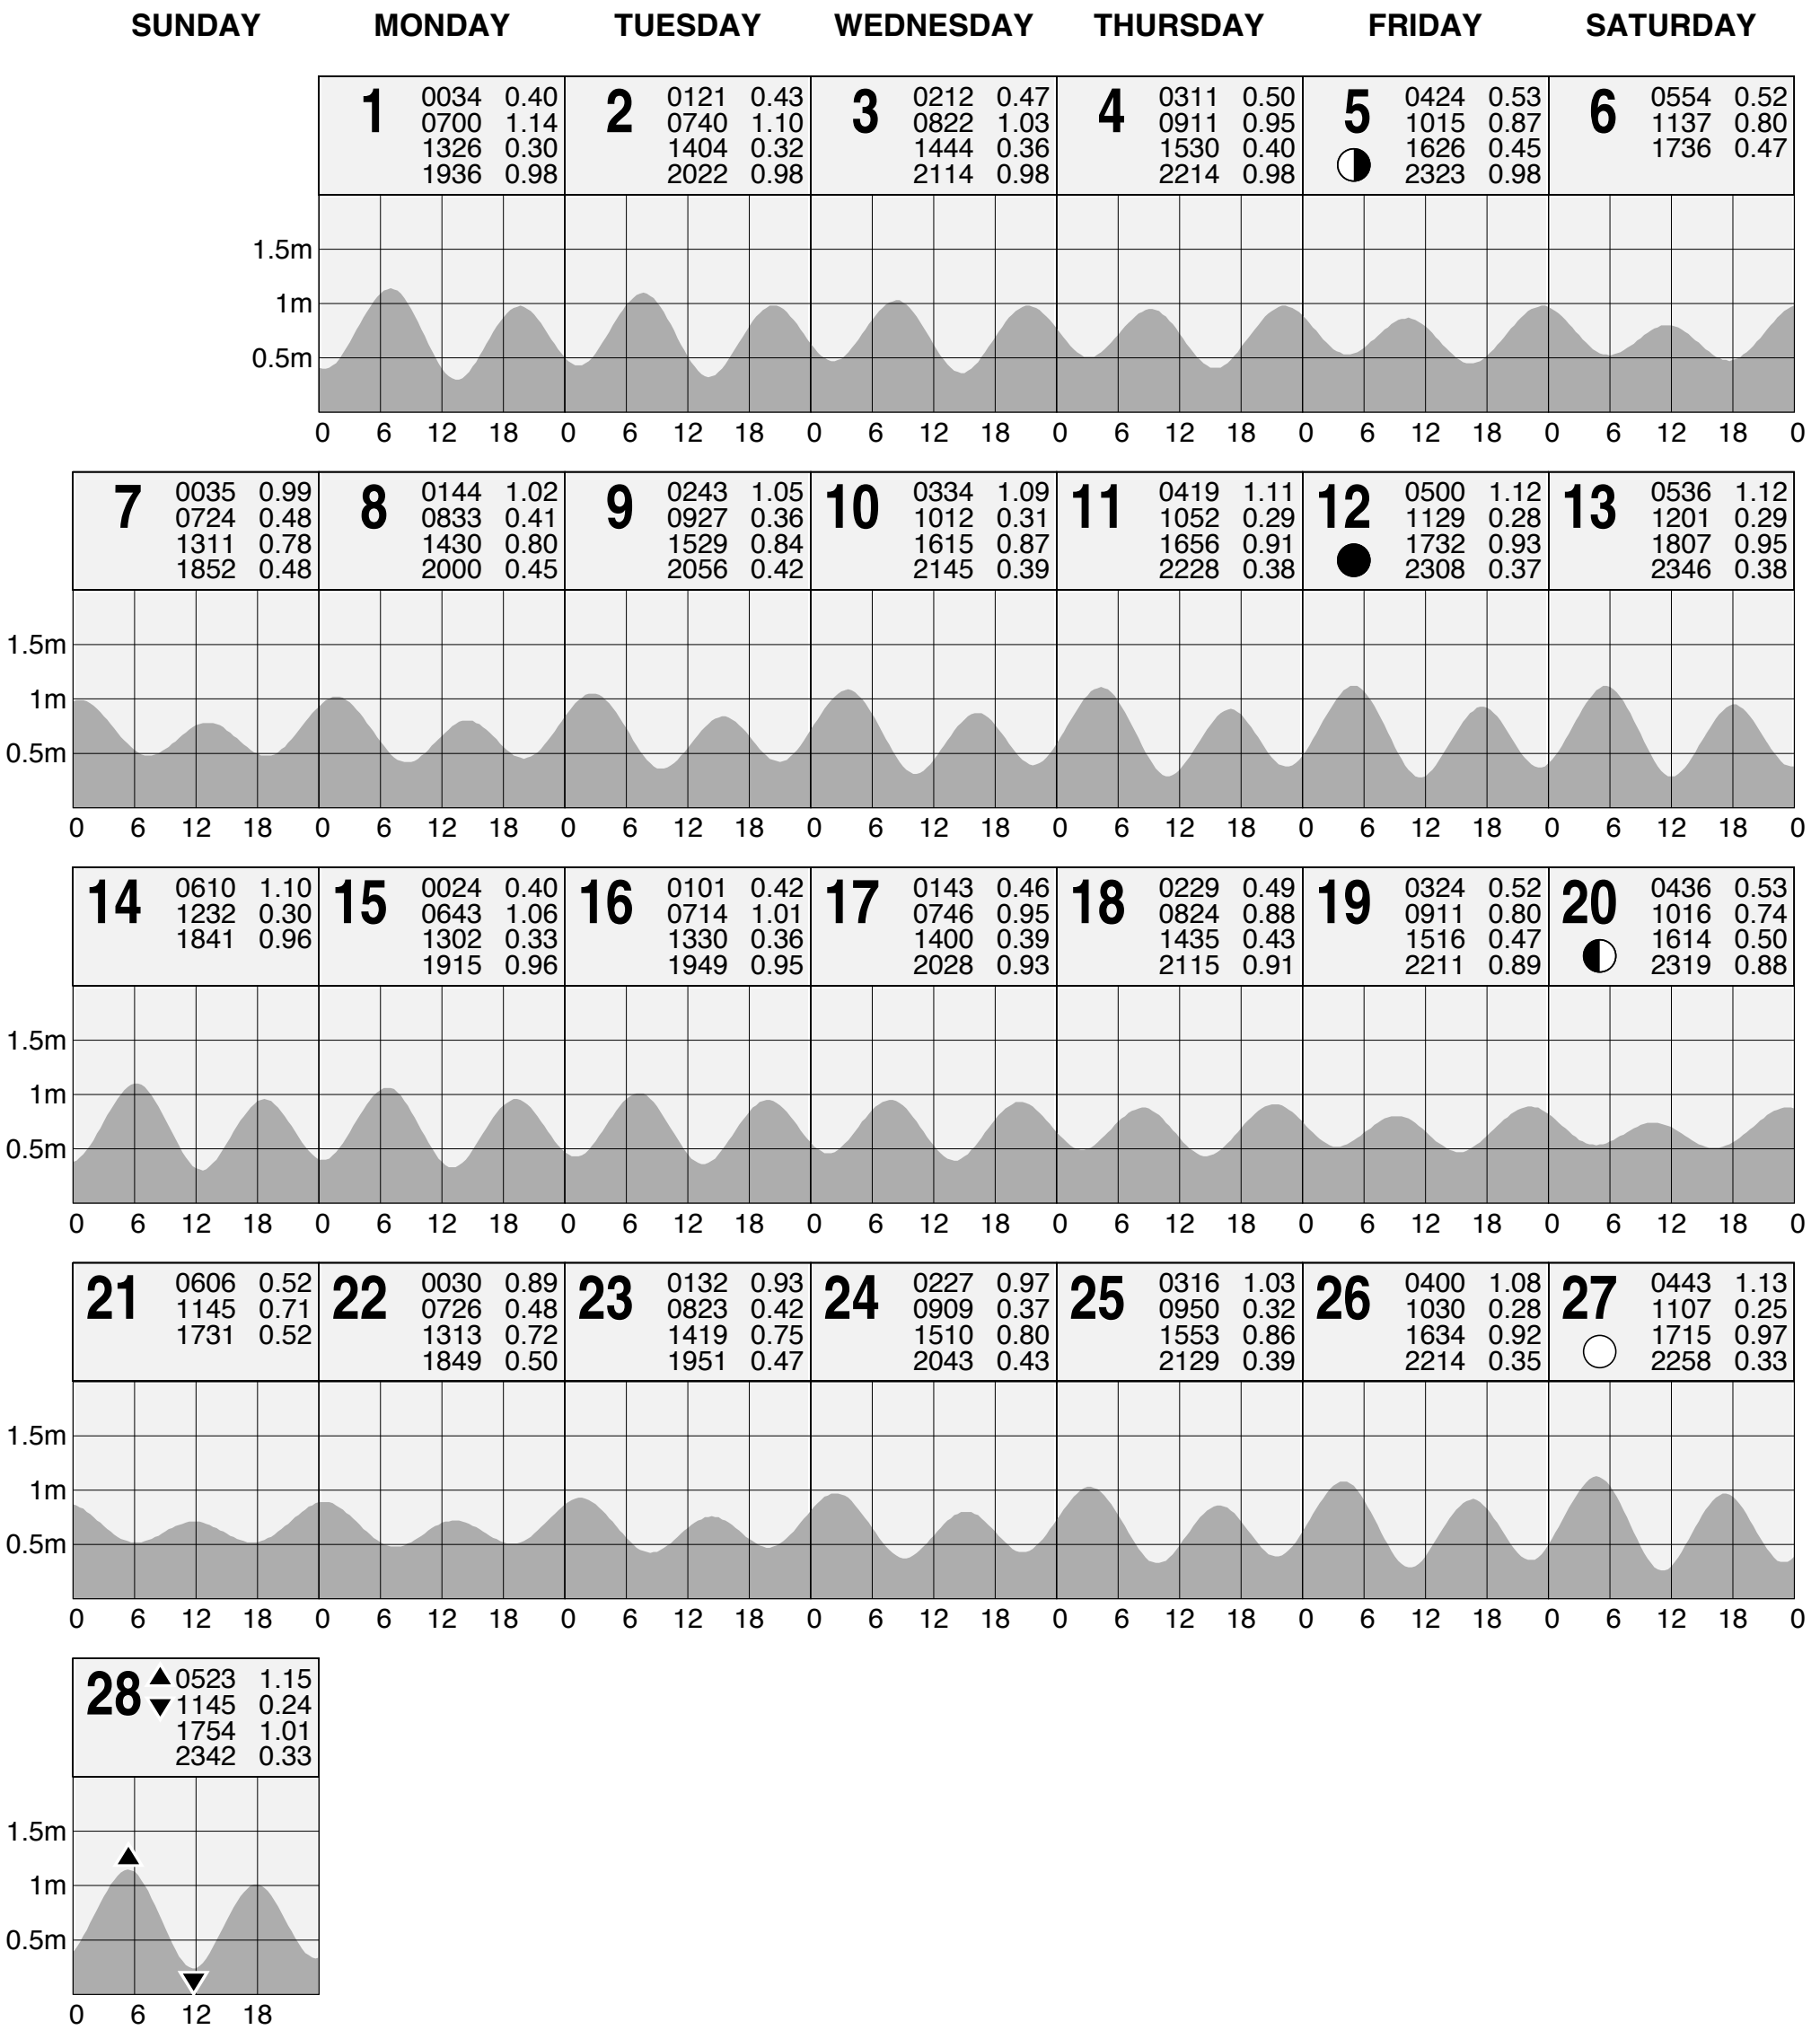 SUNDAY MONDAY TUESDAY WEDNESDAY THURSDAY FRIDAY SATURDAY
1 0034 0.40
0700 1.14
1326 0.30
1936 0.98
2 0121 0.43
0740 1.10
1404 0.32
2022 0.98
3 0212 0.47
0822 1.03
1444 0.36
2114 0.98
4 0311 0.50
0911 0.95
1530 0.40
2214 0.98
5 0424 0.53
1015 0.87
1626 0.45
2323 0.98
6 0554 0.52
1137 0.80
1736 0.47
1.5m
1m
0.5m
0 6 12 18 0 6 12 18 0 6 12 18 0 6 12 18 0 6 12 18 0 6 12 18 0
7 0035 0.99
0724 0.48
1311 0.78
1852 0.48
8 0144 1.02
0833 0.41
1430 0.80
2000 0.45
9 0243 1.05
0927 0.36
1529 0.84
2056 0.42
10 0334 1.09
1012 0.31
1615 0.87
2145 0.39
11 0419 1.11
1052 0.29
1656 0.91
2228 0.38
12 0500 1.12
1129 0.28
1732 0.93
2308 0.37
13 0536 1.12
1201 0.29
1807 0.95
2346 0.38
1.5m
1m
0.5m
0 6 12 18 0 6 12 18 0 6 12 18 0 6 12 18 0 6 12 18 0 6 12 18 0 6 12 18 0
14 0610 1.10
1232 0.30
1841 0.96
15 0024 0.40
0643 1.06
1302 0.33
1915 0.96
16 0101 0.42
0714 1.01
1330 0.36
1949 0.95
17 0143 0.46
0746 0.95
1400 0.39
2028 0.93
18 0229 0.49
0824 0.88
1435 0.43
2115 0.91
19 0324 0.52
0911 0.80
1516 0.47
2211 0.89
20 0436 0.53
1016 0.74
1614 0.50
2319 0.88
1.5m
1m
0.5m
0 6 12 18 0 6 12 18 0 6 12 18 0 6 12 18 0 6 12 18 0 6 12 18 0 6 12 18 0
21 0606 0.52
1145 0.71
1731 0.52
22 0030 0.89
0726 0.48
1313 0.72
1849 0.50
23 0132 0.93
0823 0.42
1419 0.75
1951 0.47
24 0227 0.97
0909 0.37
1510 0.80
2043 0.43
25 0316 1.03
0950 0.32
1553 0.86
2129 0.39
26 0400 1.08
1030 0.28
1634 0.92
2214 0.35
27 0443 1.13
1107 0.25
1715 0.97
2258 0.33
1.5m
1m
0.5m
0 6 12 18 0 6 12 18 0 6 12 18 0 6 12 18 0 6 12 18 0 6 12 18 0 6 12 18 0
28 0523 1.15
1145 0.24
1754 1.01
2342 0.33
1.5m
1m
0.5m
0 6 12 18